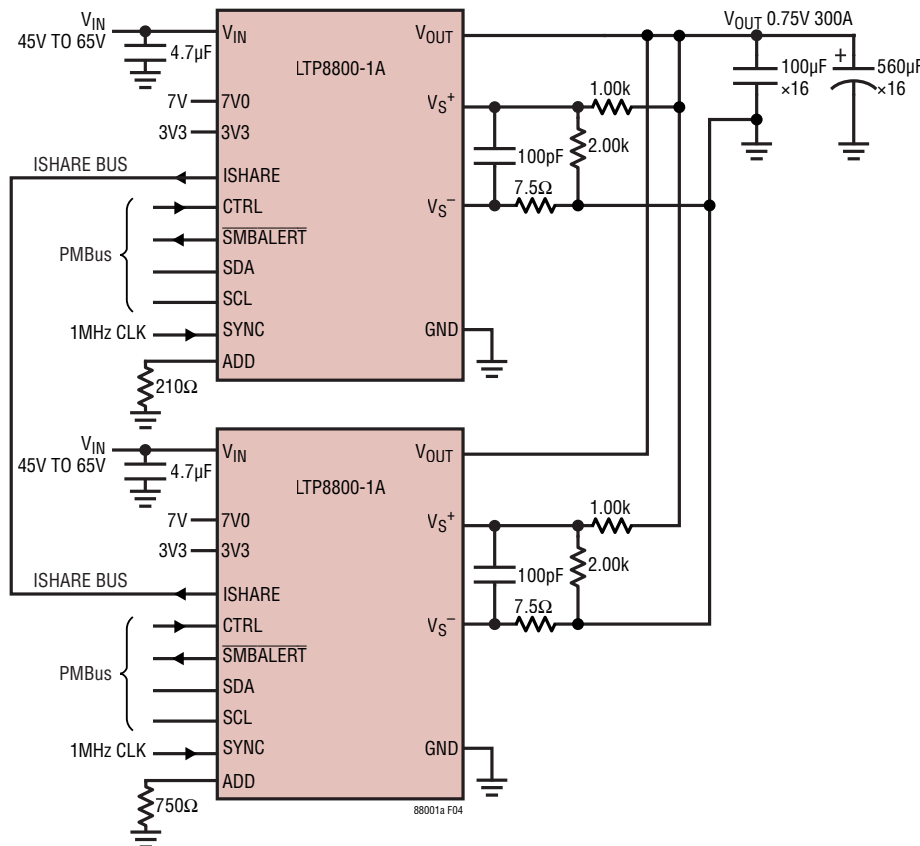 VIN
45V TO 65V
4.7µF
VIN
VOUT
LTP8800-1A
7V
7V0
3V3
3V3
VS+
ISHARE BUS
ISHARE
CTRL
VS–
PMBus
SMBALERT
SDA
SCL
1MHz CLK
SYNC
GND
ADD
210Ω
1.00k
100pF
2.00k
7.5Ω
VOUT 0.75V 300A
100µF
×16
+
560µF
×16
VIN
45V TO 65V
4.7µF
VIN
VOUT
LTP8800-1A
7V
7V0
3V3
3V3
VS+
ISHARE BUS
ISHARE
CTRL
VS–
PMBus
SMBALERT
SDA
SCL
1MHz CLK
SYNC
GND
ADD
750Ω
1.00k
100pF
2.00k
7.5Ω
88001a F04